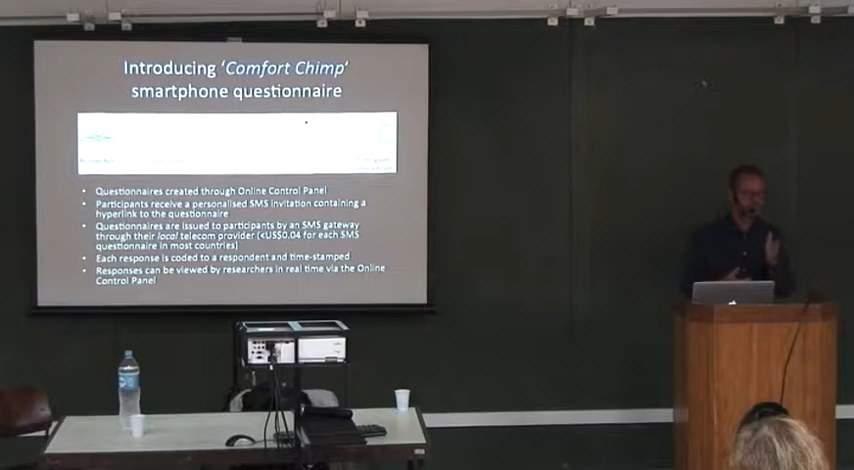 Introducing 'Comfort Chimp'
smartphone questionnaire
• Questionnaires created through Online Control Panel
• Participants receive a personalised SMS invitation containing a
hyperlink to the questionnaire
• Questionnaires are issued to participants by an SMS gateway
through their local telecom provider (<US$0.04 for each SMS
questionnaire in most countries)
• Each response is coded to a respondent and time-stamped
• Responses can be viewed by researchers in real time via the Online
Control Panel